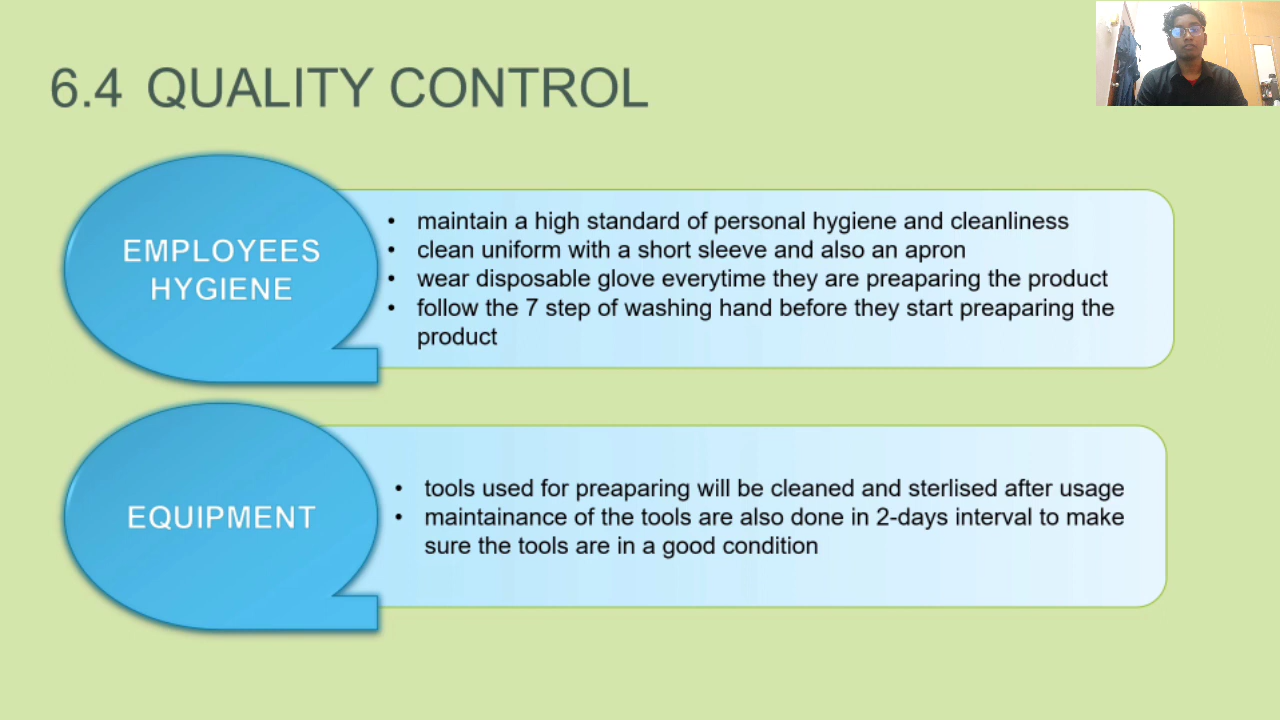 6.4 QUALITY CONTROL
EMPLOYEES
HYGIENE
• maintain a high standard of personal hygiene and cleanliness
• clean uniform with a short sleeve and also an apron
• wear disposable glove everytime they are preaparing the product
• follow the 7 step of washing hand before they start preaparing the
product
EQUIPMENT
• tools used for preaparing will be cleaned and sterlised after usage
• maintainance of the tools are also done in 2-days interval to make
sure the tools are in a good condition